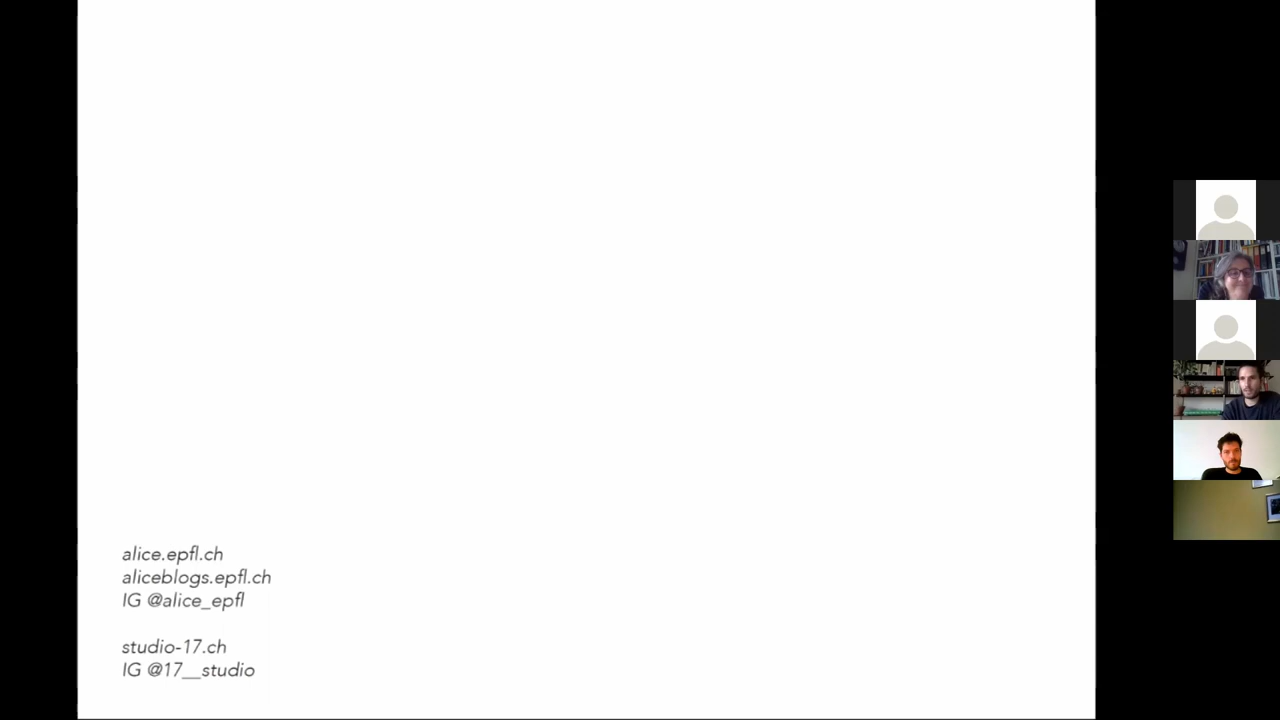 alice.epfl.ch
aliceblogs.epfl.ch
IG @alice_epfl
studio-17.ch
IG @17__studio